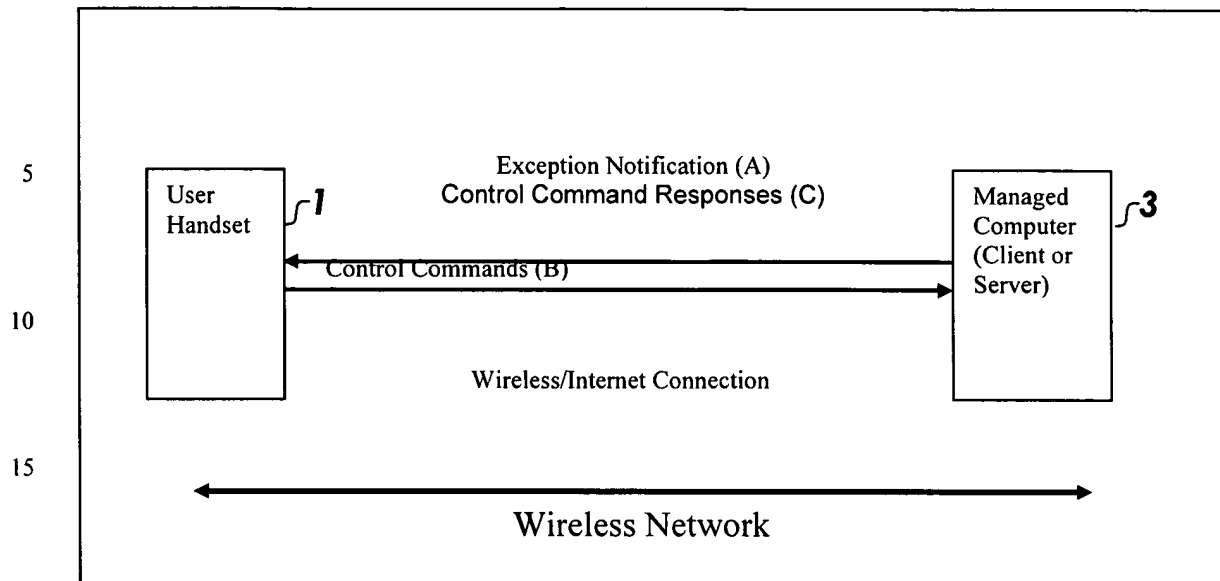 5
Exception Notification (A)
Control Command Responses (C)
User
Handset
1
Managed
Computer
(Client or
Server)
3
Control Commands (B)
10
Wireless/Internet Connection
15
Wireless Network